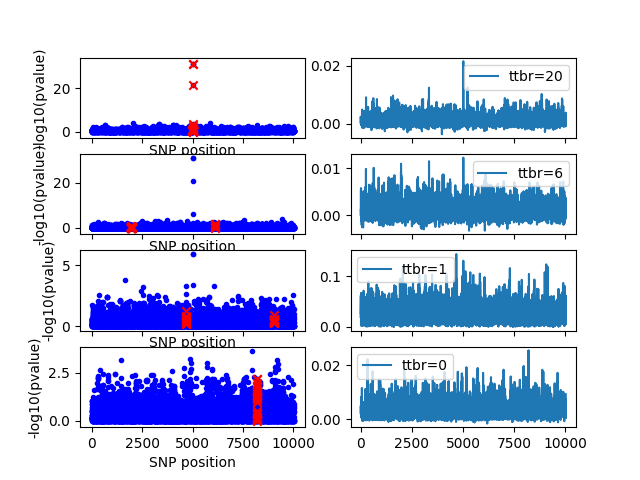 -log10(pvalue)
20
0
SNP position
0.02
0.00
ttbr=20
-log10(pvalue)
20
0
SNP position
0.01
0.00
ttbr=6
-log10(pvalue)
5
0
SNP position
0.1
0.0
ttbr=1
-log10(pvalue)
2.5
0.0
0 2500 5000 7500 10000
SNP position
0.02
0.00
ttbr=0
0 2500 5000 7500 10000